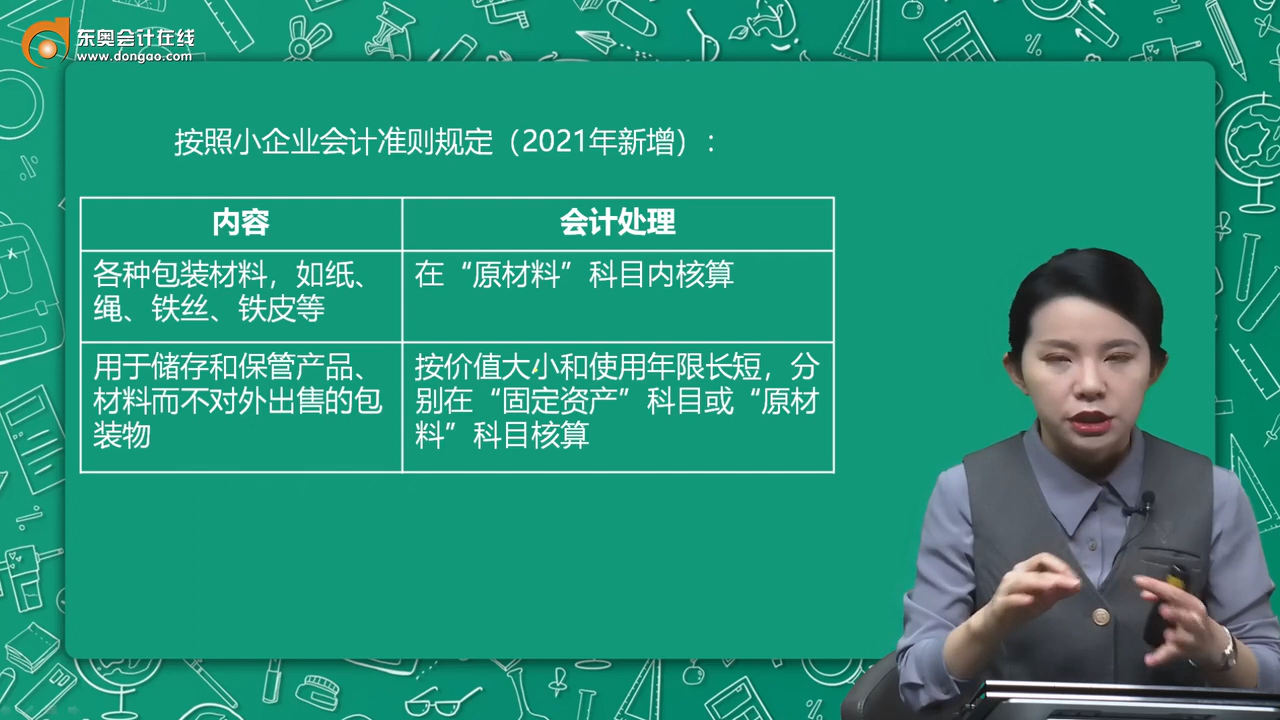 东奥会计在线
www.dongao.com
按照小企业会计准则规定（2021年新增）：
内容
会计处理
各种包装材料，如纸、
绳、铁丝、铁皮等
在“原材料”科目内核算
用于储存和保管产品、
材料而不对外出售的包
装物
按价值大小和使用年限长短，分
别在“固定资产”科目或“原材
料”科目核算